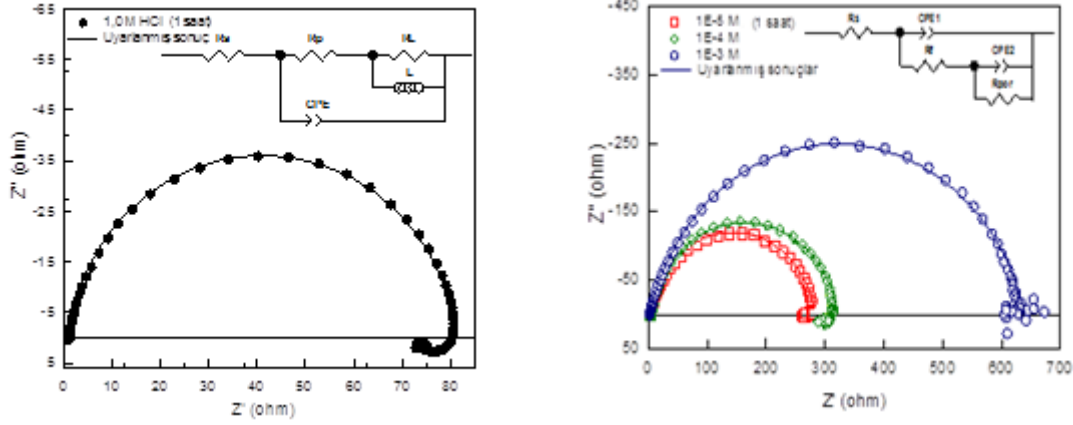 1,0M HCl (1 saat)
Uyarlanmış sonuç
Rs
Rp
RL
L
CPE
-65
-55
-45
-35
-25
-15
-5
5
Z" (ohm)
0 10 20 30 40 50 60 70 80
Z' (ohm)
1E-5 M (1 saat)
1E-4 M
1E-3 M
Uyarlanmış sonuçlar
Rs
CPE1
Rf
CPE2
Rpor
-450
-350
-250
-150
-50
50
Z" (ohm)
0 100 200 300 400 500 600 700
Z' (ohm)